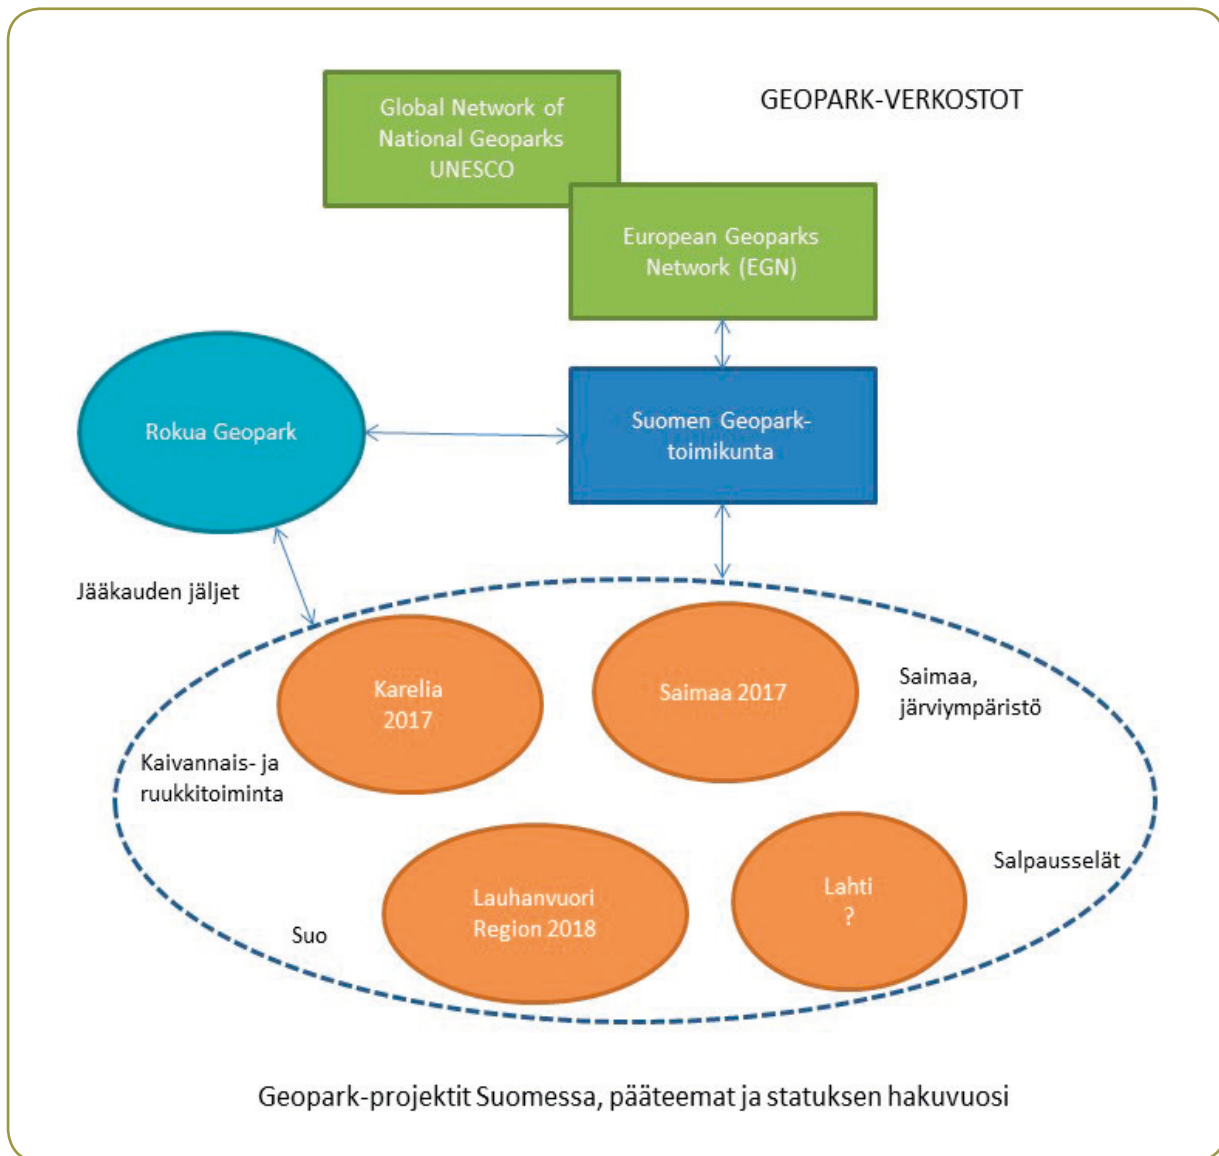 GEOPARK-VERKOSTOT
Global Network of
National Geoparks
UNESCO
European Geoparks
Network (EGN)
Rokua Geopark
Suomen Geopark-
toimikunta
Jääkauden jäljet
Karelia
2017
Saimaa 2017
Saimaa,
järviympäristö
Kaivannais- ja
ruukkitoiminta
Lauhanvuori
Region 2018
Suo
Lahti
?
Salpausselät
Geopark-projektit Suomessa, pääteemat ja statuksen hakuvuosi